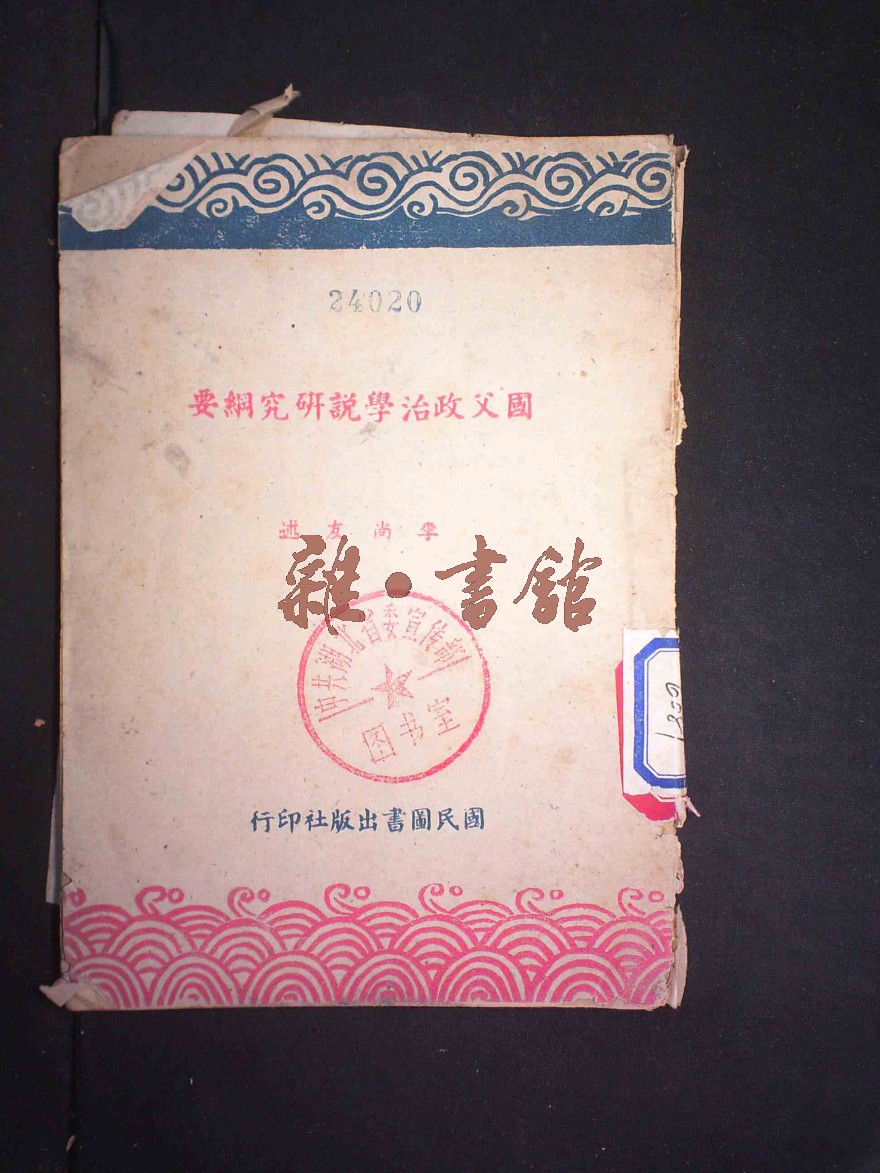 24020
國父政治學說研究綱要
李尚友述
雜·書館
中共湖北省委宣传部
图书室
國民圖書出版社印行